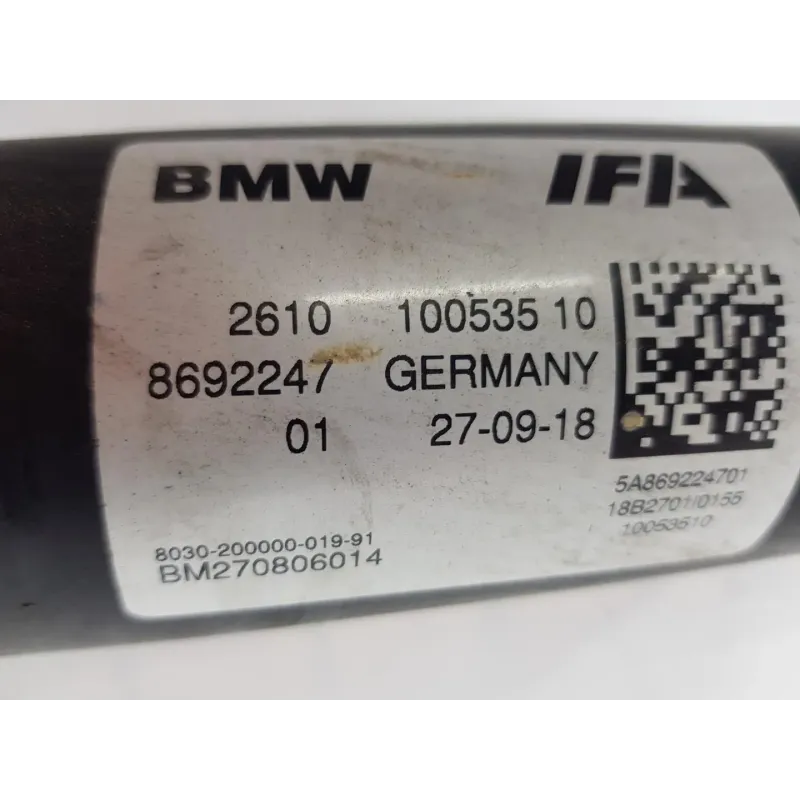 BMW IFA
2610 100535 10
8692247 GERMANY
01 27-09-18
5A869224701
18B2701/0155
10053510
8030-200000-019-91
BM270806014